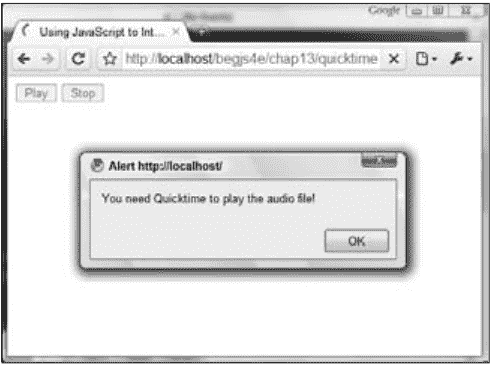 Google
Using JavaScript to Int...
http://localhost/begjs4e/chap13/quicktime
Play Stop
Alert http://localhost/
You need Quicktime to play the audio file!
OK